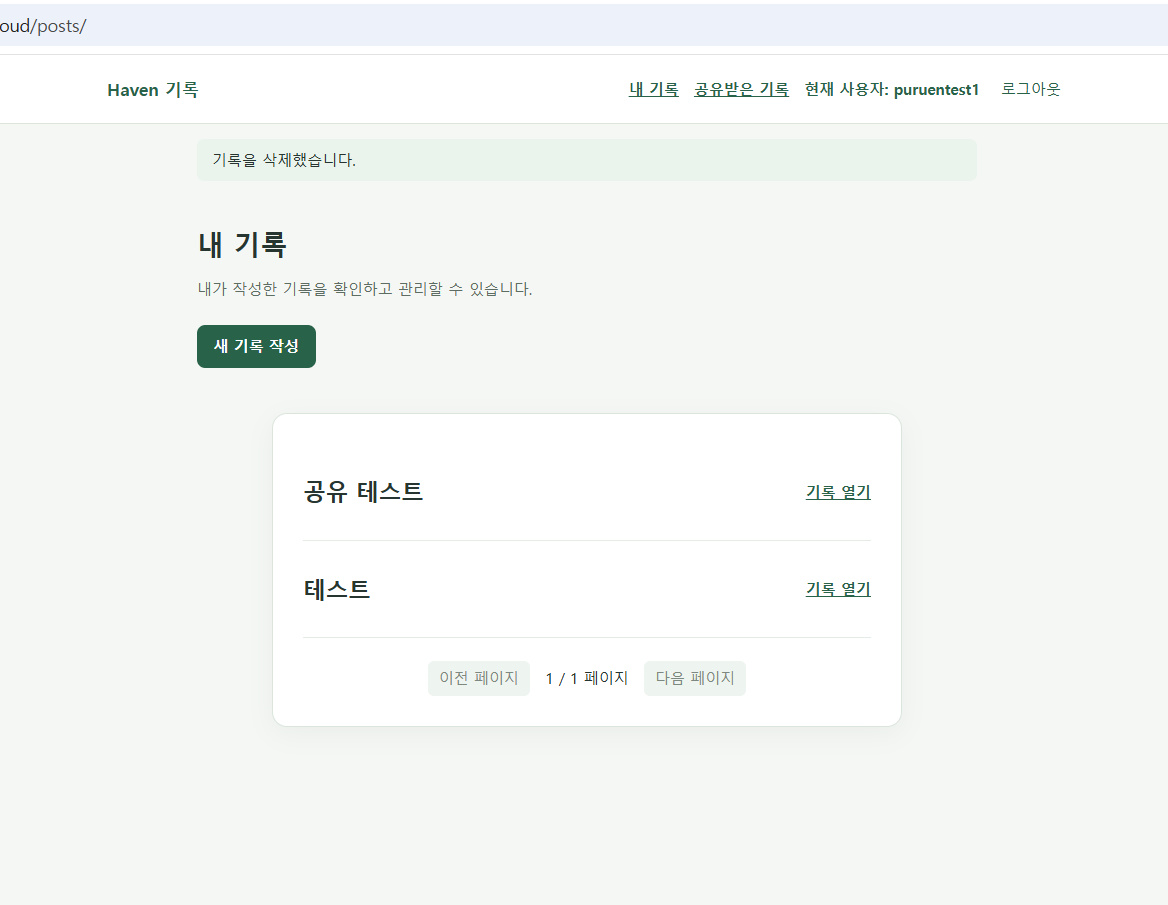 oud/posts/
Haven 기록 내 기록 공유받은 기록 현재 사용자: puruentest1 로그아웃
기록을 삭제했습니다.
내 기록
내가 작성한 기록을 확인하고 관리할 수 있습니다.
새 기록 작성
공유 테스트 기록 열기
테스트 기록 열기
이전 페이지 1 / 1 페이지 다음 페이지